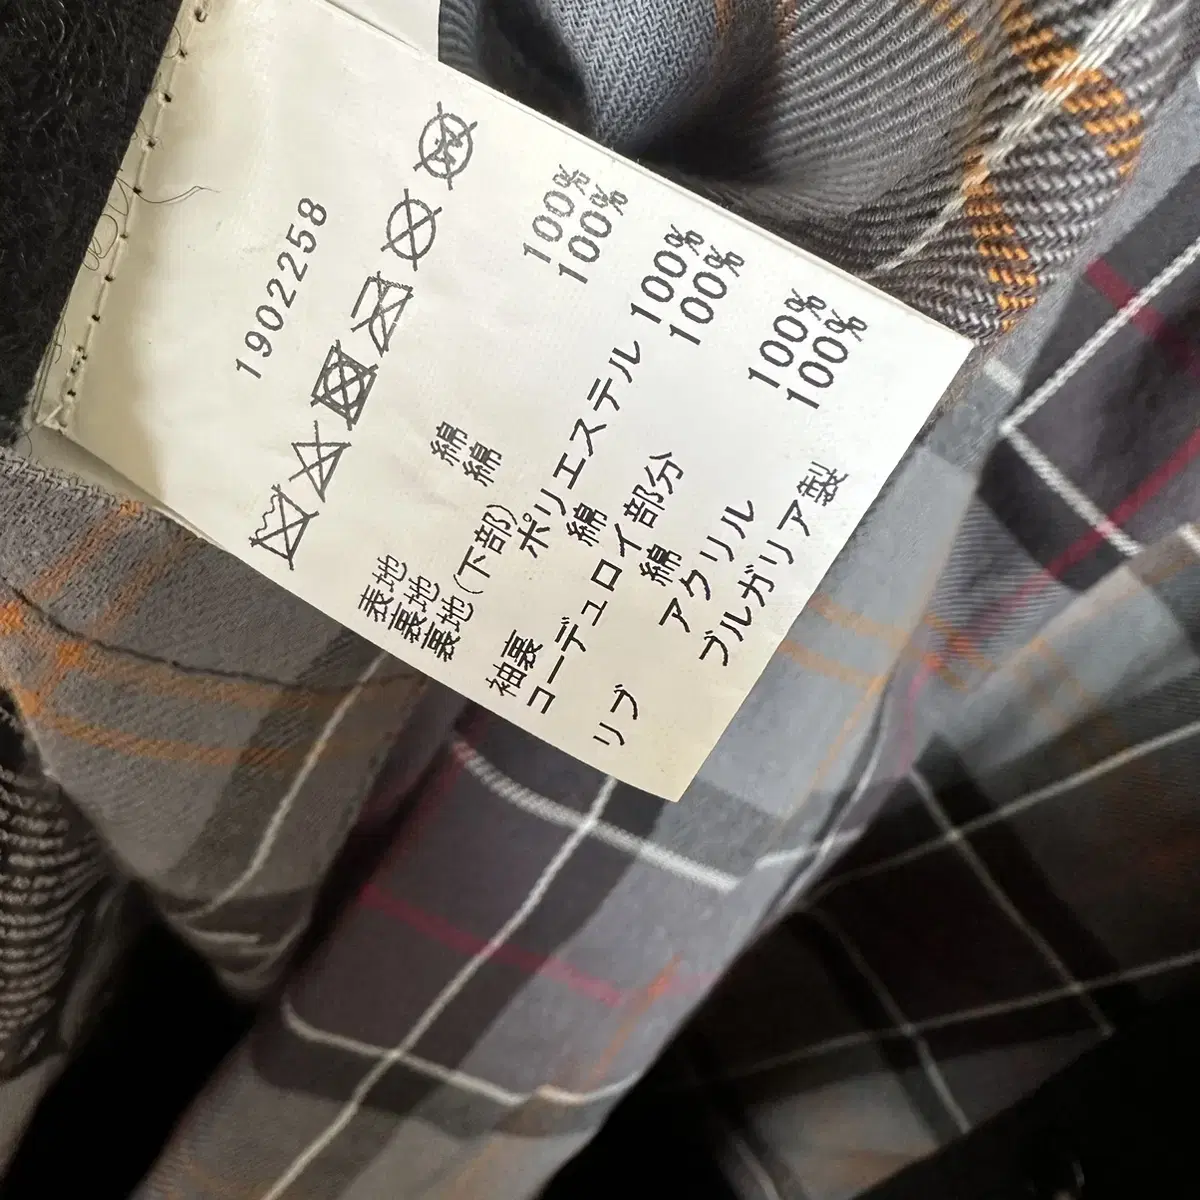 1902258
表地 綿 100%
裏地 綿 100%
裏地(下部) ポリエステル 100%
袖裏 綿 100%
コーデュロイ部分
綿 100%
リブ アクリル 100%
ブルガリア製